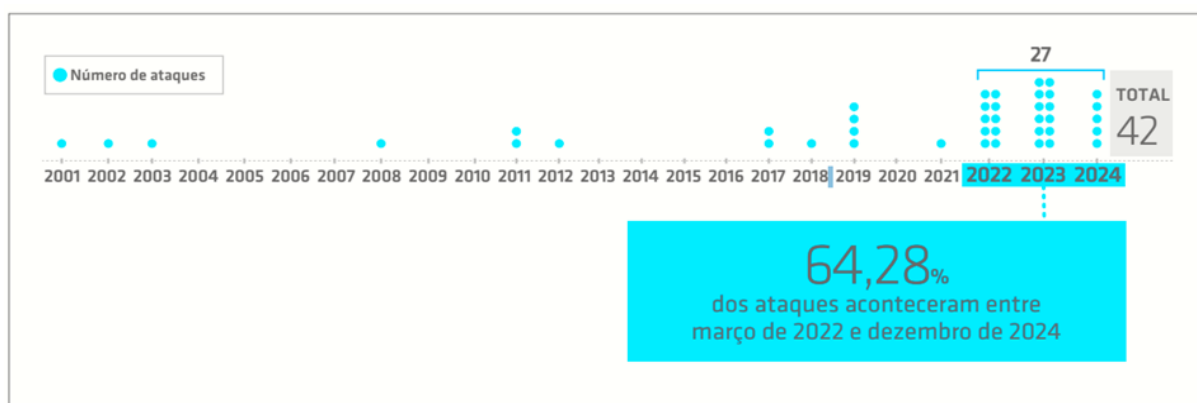 Número de ataques
27
TOTAL
42
2001 2002 2003 2004 2005 2006 2007 2008 2009 2010 2011 2012 2013 2014 2015 2016 2017 2018 2019 2020 2021 2022 2023 2024
64,28%
dos ataques aconteceram entre
março de 2022 e dezembro de 2024